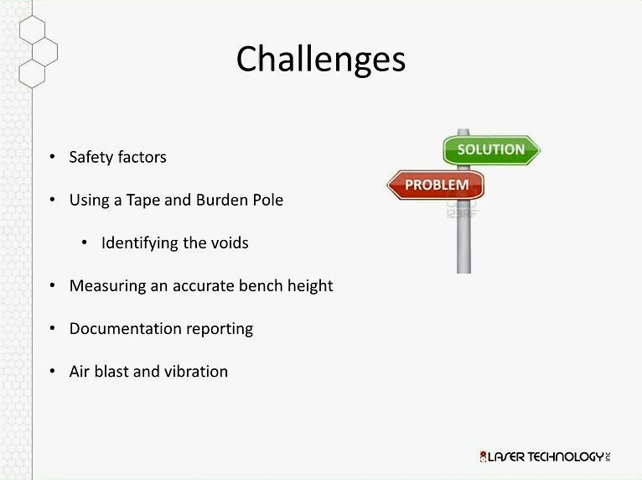 Challenges
• Safety factors
• Using a Tape and Burden Pole
• Identifying the voids
• Measuring an accurate bench height
• Documentation reporting
• Air blast and vibration
SOLUTION
PROBLEM
123RF
LASER TECHNOLOGY INC